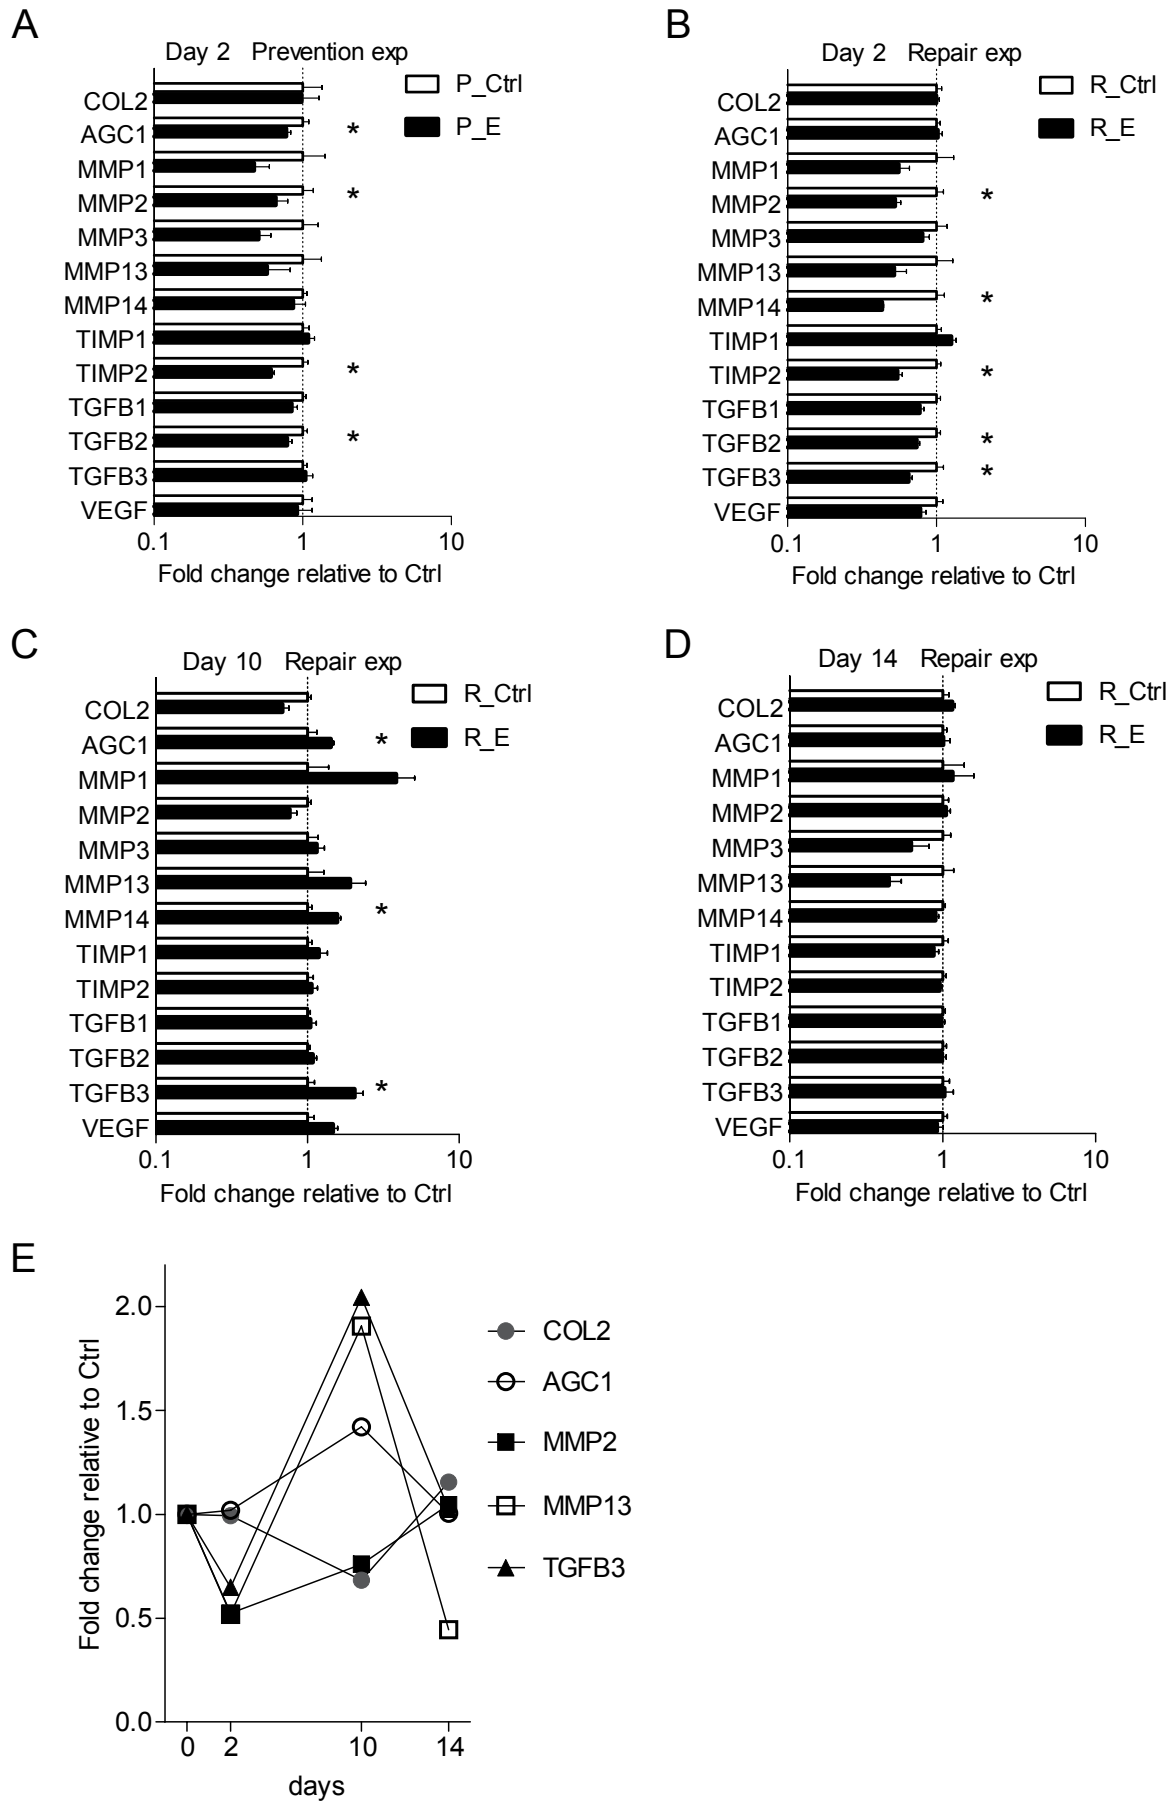 A
Day 2 Prevention exp
P_Ctrl
P_E
COL2
AGC1 *
MMP1
MMP2 *
MMP3
MMP13
MMP14
TIMP1
TIMP2 *
TGFB1
TGFB2 *
TGFB3
VEGF
0.1 1 10
Fold change relative to Ctrl
B
Day 2 Repair exp
R_Ctrl
R_E
COL2
AGC1
MMP1
MMP2 *
MMP3
MMP13
MMP14 *
TIMP1
TIMP2 *
TGFB1
TGFB2 *
TGFB3 *
VEGF
0.1 1 10
Fold change relative to Ctrl
C
Day 10 Repair exp
R_Ctrl
R_E
COL2
AGC1 *
MMP1
MMP2
MMP3
MMP13
MMP14 *
TIMP1
TIMP2
TGFB1
TGFB2
TGFB3 *
VEGF
0.1 1 10
Fold change relative to Ctrl
D
Day 14 Repair exp
R_Ctrl
R_E
COL2
AGC1
MMP1
MMP2
MMP3
MMP13
MMP14
TIMP1
TIMP2
TGFB1
TGFB2
TGFB3
VEGF
0.1 1 10
Fold change relative to Ctrl
E
Fold change relative to Ctrl
2.0
1.5
1.0
0.5
0.0
0 2 10 14
days
COL2
AGC1
MMP2
MMP13
TGFB3